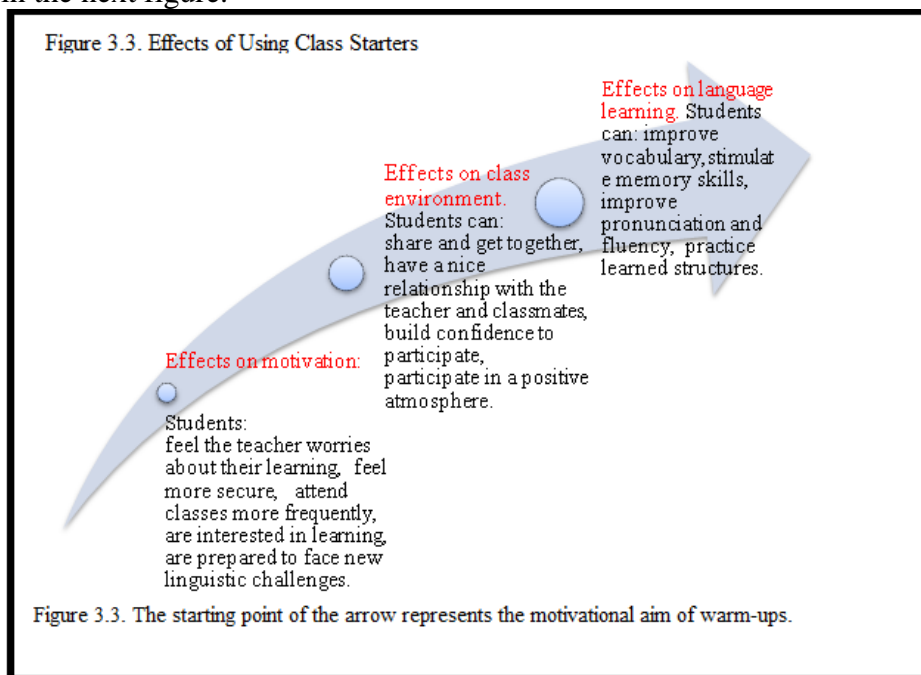 in the next figure.
Figure 3.3. Effects of Using Class Starters
Effects on language
learning. Students
can: improve
vocabulary, stimulat
e memory skills,
improve
pronunciation and
fluency, practice
learned structures.
Effects on class
environment.
Students can:
share and get together,
have a nice
relationship with the
teacher and classmates,
build confidence to
participate,
participate in a positive
atmosphere.
Effects on motivation:
Students:
feel the teacher worries
about their learning, feel
more secure, attend
classes more frequently,
are interested in learning,
are prepared to face new
linguistic challenges.
Figure 3.3. The starting point of the arrow represents the motivational aim of warm-ups.